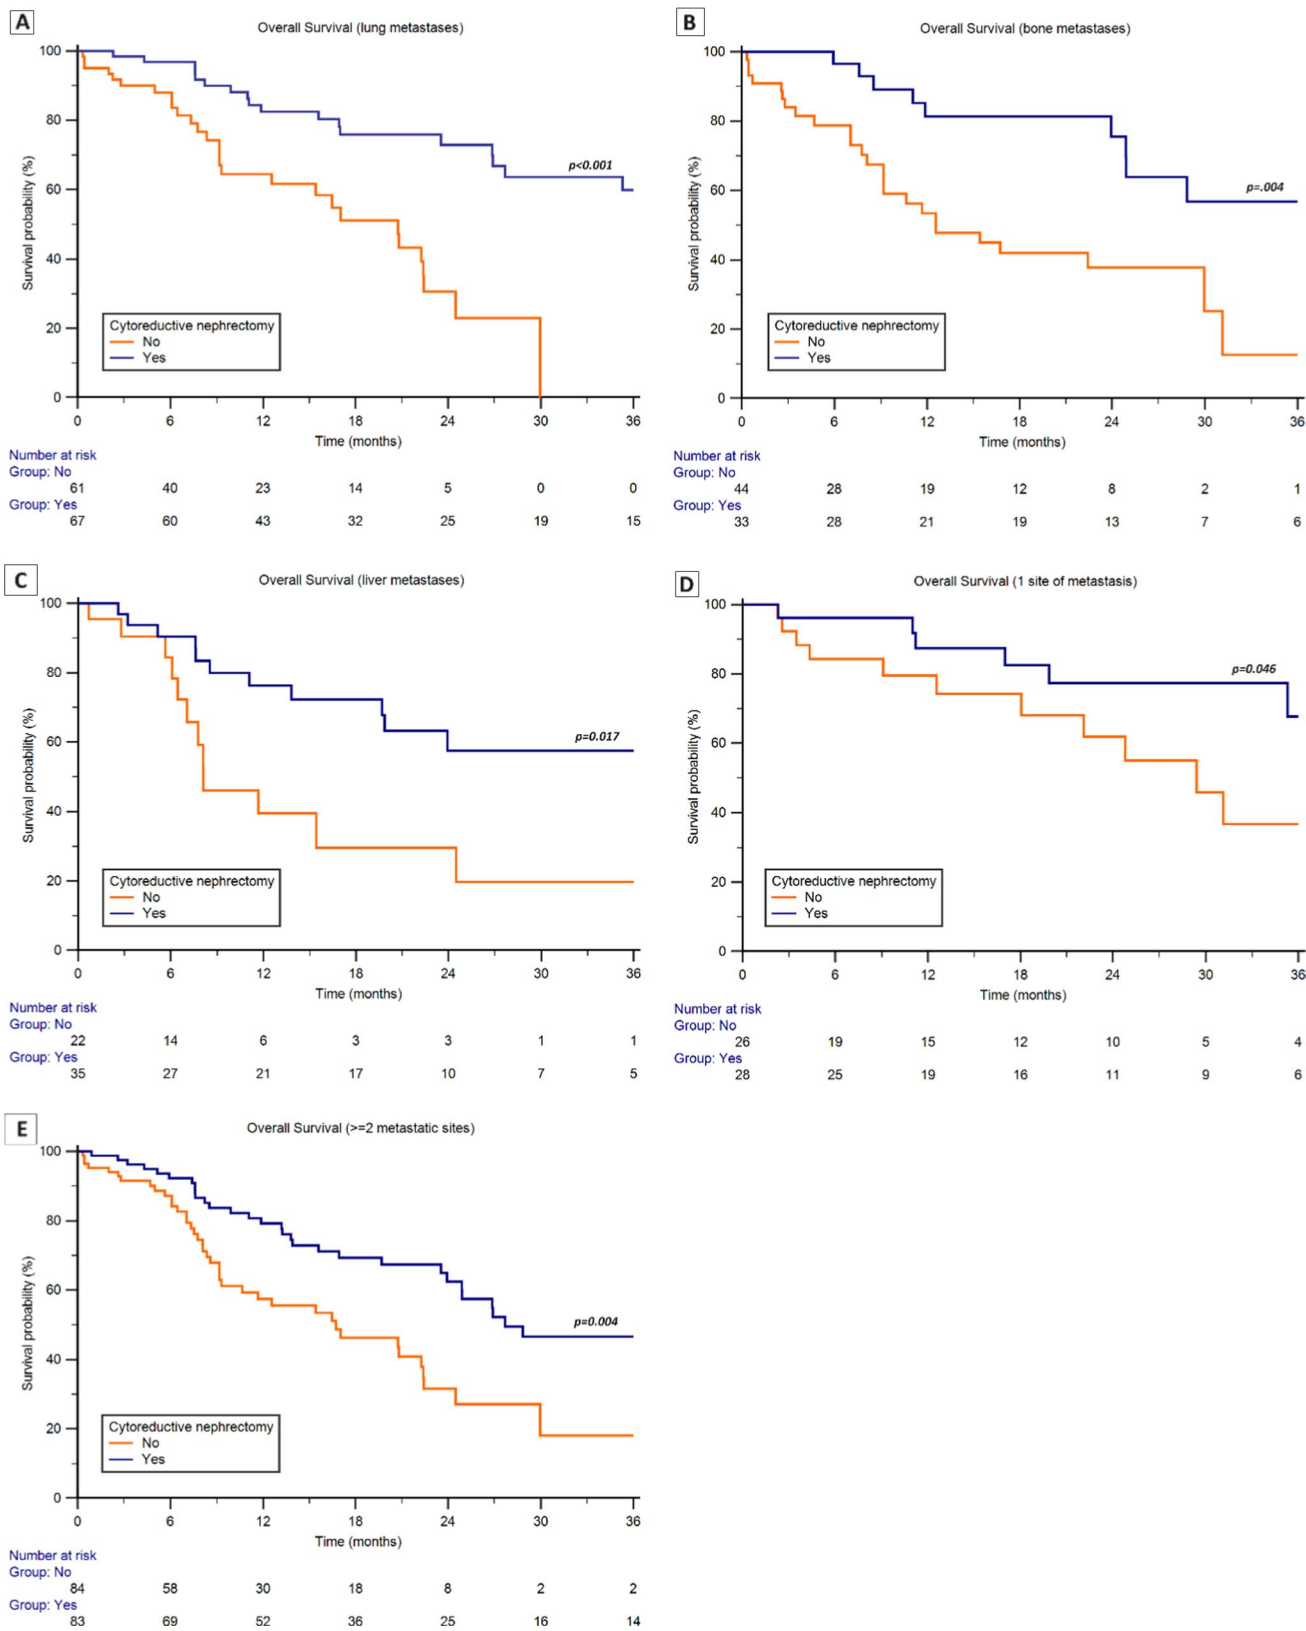 A
Overall Survival (lung metastases)
Survival probability (%)
100
80
60
40
20
0
p<0.001
Cytoreductive nephrectomy
No
Yes
0 6 12 18 24 30 36
Time (months)
Number at risk
Group: No
61 40 23 14 5 0 0
Group: Yes
67 60 43 32 25 19 15
B
Overall Survival (bone metastases)
Survival probability (%)
100
80
60
40
20
0
p=.004
Cytoreductive nephrectomy
No
Yes
0 6 12 18 24 30 36
Time (months)
Number at risk
Group: No
44 28 19 12 8 2 1
Group: Yes
33 28 21 19 13 7 6
C
Overall Survival (liver metastases)
Survival probability (%)
100
80
60
40
20
0
p=0.017
Cytoreductive nephrectomy
No
Yes
0 6 12 18 24 30 36
Time (months)
Number at risk
Group: No
22 14 6 3 3 1 1
Group: Yes
35 27 21 17 10 7 5
D
Overall Survival (1 site of metastasis)
Survival probability (%)
100
80
60
40
20
0
p=0.046
Cytoreductive nephrectomy
No
Yes
0 6 12 18 24 30 36
Time (months)
Number at risk
Group: No
26 19 15 12 10 5 4
Group: Yes
28 25 19 16 11 9 6
E
Overall Survival (>=2 metastatic sites)
Survival probability (%)
100
80
60
40
20
0
p=0.004
Cytoreductive nephrectomy
No
Yes
0 6 12 18 24 30 36
Time (months)
Number at risk
Group: No
84 58 30 18 8 2 2
Group: Yes
83 69 52 36 25 16 14